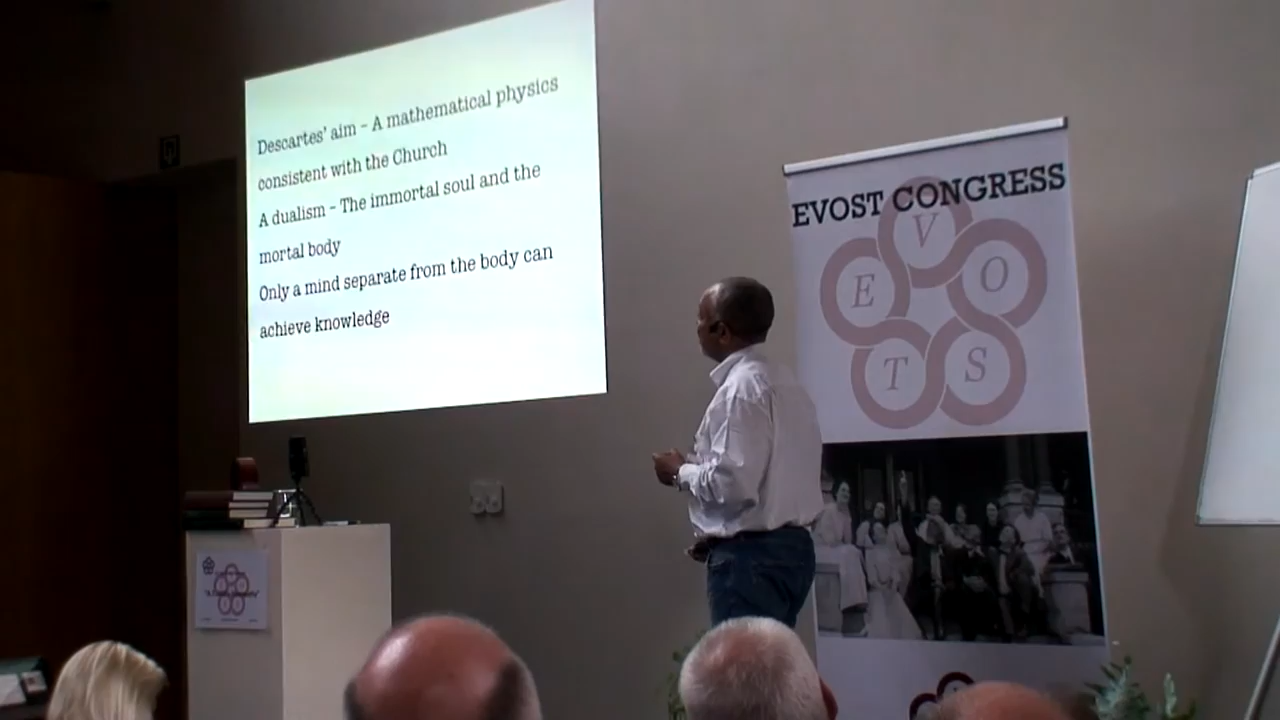 Descartes' aim – A mathematical physics
consistent with the Church
A dualism – The immortal soul and the
mortal body
Only a mind separate from the body can
achieve knowledge
EVOST CONGRESS
V
E
O
T
S